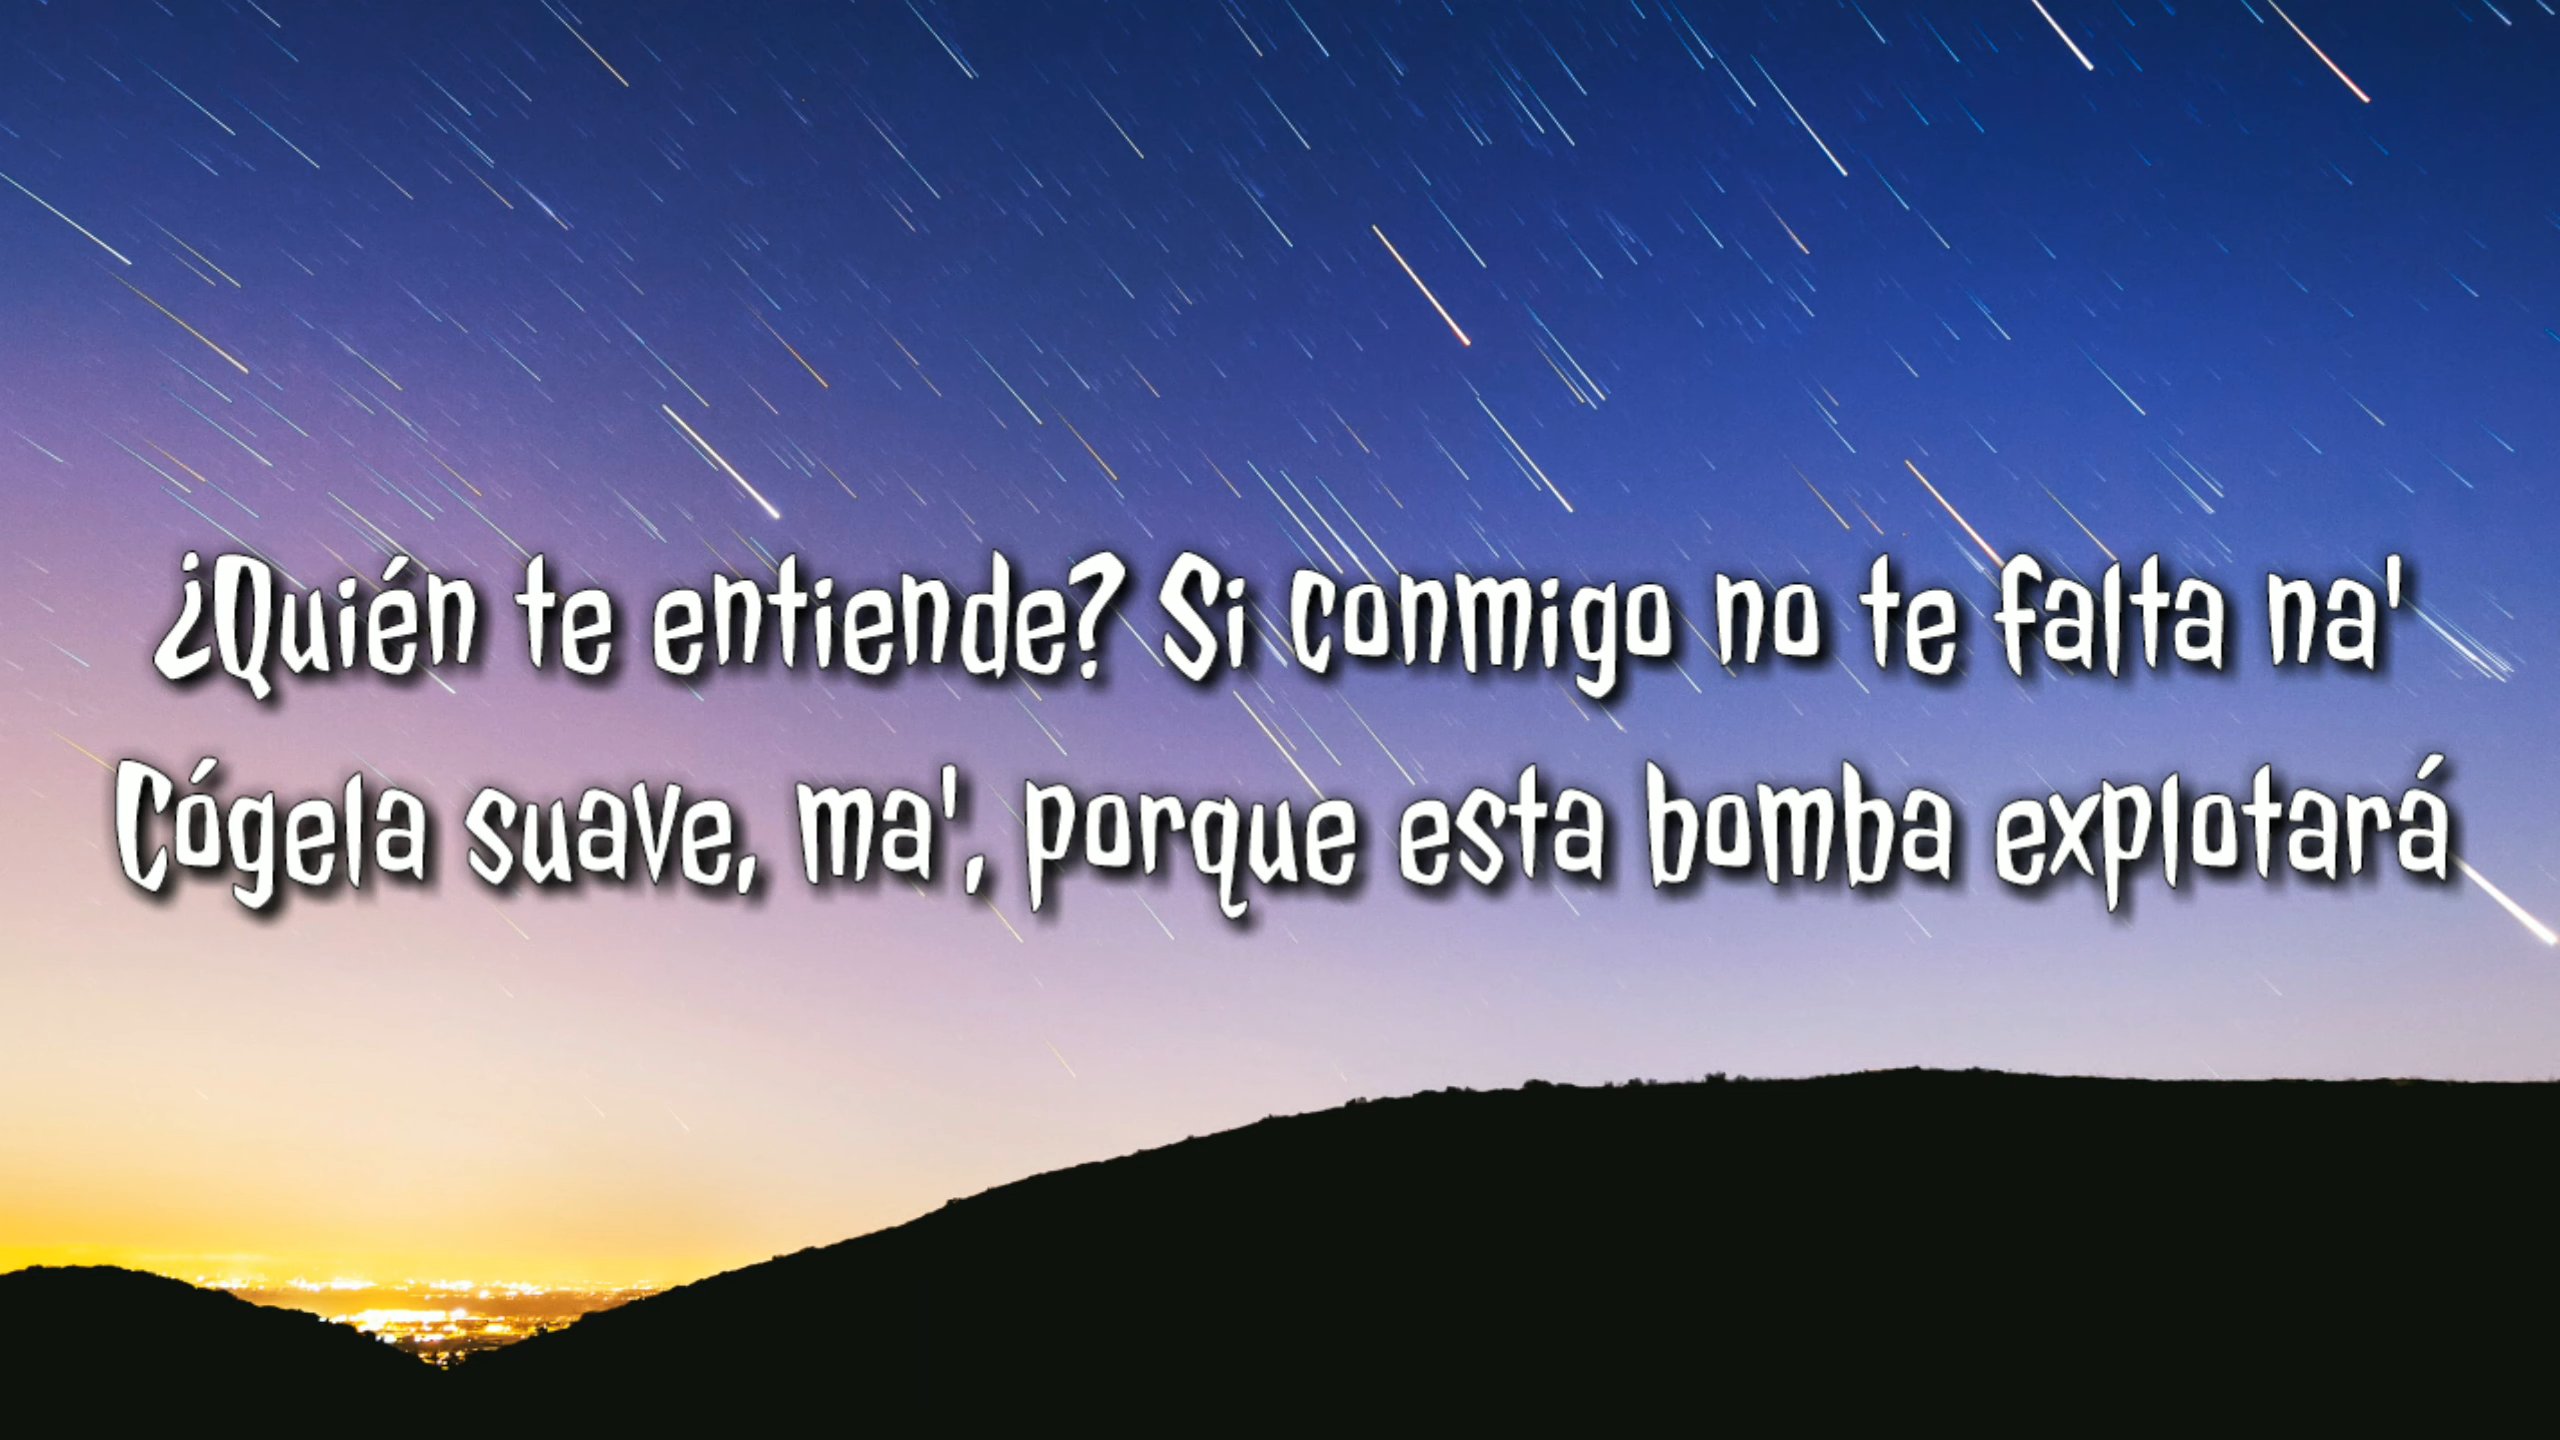 ¿Quién te entiende? Si conmigo no te falta na'
Cógela suave, ma', porque esta bomba explotará